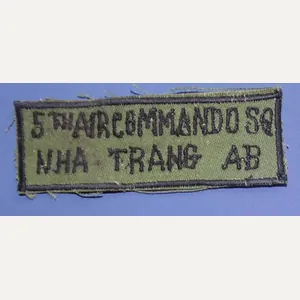 5TH AIR COMMANDO SQ
NHA TRANG AB